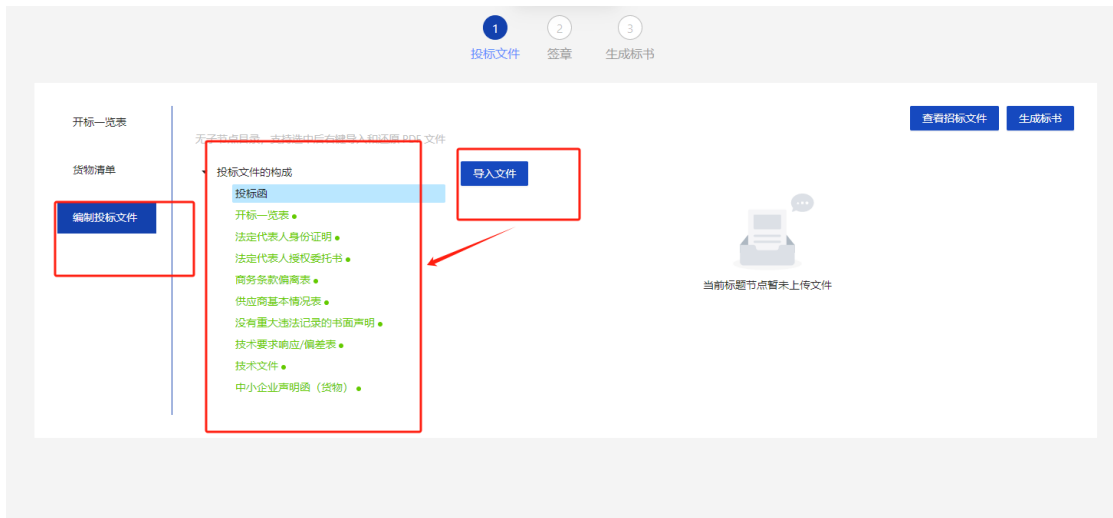 1
2
3
投标文件
签章
生成标书
开标一览表
货物清单
编制投标文件
查看招标文件
生成标书
无子节点目录，支持选中后右键导入和还原 PDF 文件
投标文件的构成
导入文件
投标函
开标一览表
法定代表人身份证明
法定代表人授权委托书
商务条款偏离表
供应商基本情况表
没有重大违法记录的书面声明
技术要求响应/偏差表
技术文件
中小企业声明函（货物）
当前标题节点暂未上传文件